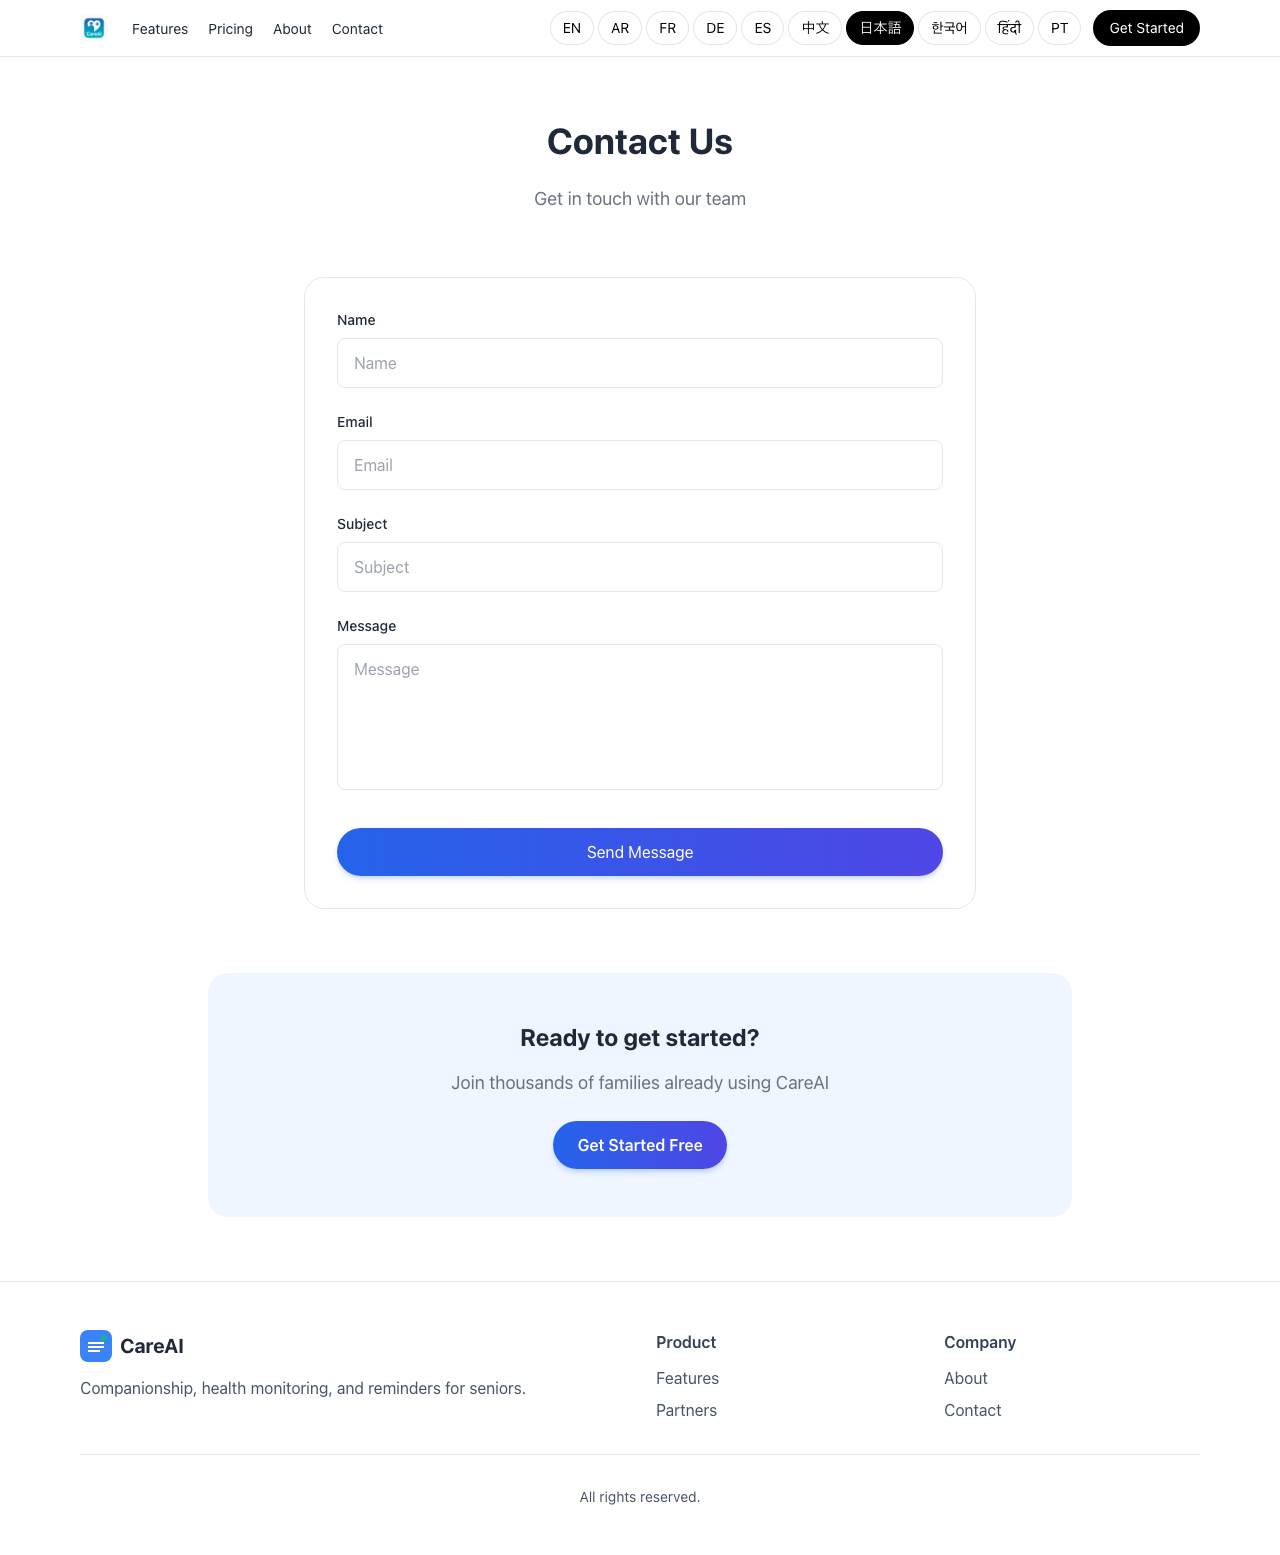 Features Pricing About Contact EN AR FR DE ES 中文 日本語 한국어 हिंदी PT Get Started
Contact Us
Get in touch with our team
Name
Name
Email
Email
Subject
Subject
Message
Message
Send Message
Ready to get started?
Join thousands of families already using CareAI
Get Started Free
CareAI
Companionship, health monitoring, and reminders for seniors.
Product
Features
Partners
Company
About
Contact
All rights reserved.